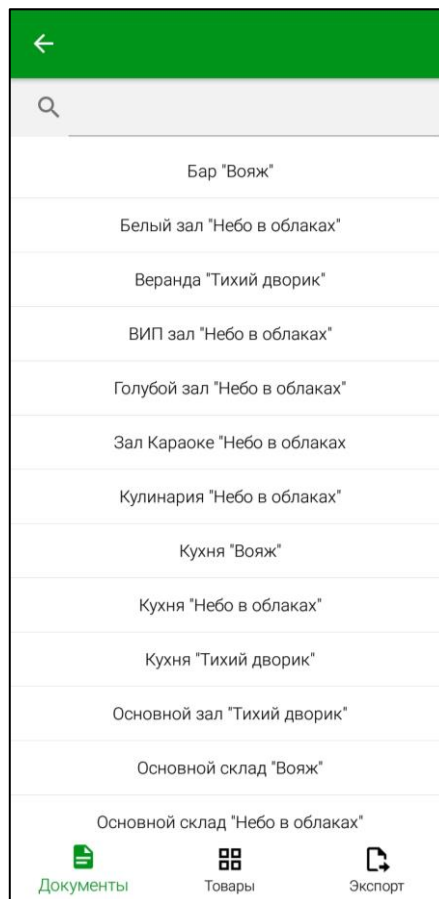 Бар "Вояж"
Белый зал "Небо в облаках"
Веранда "Тихий дворик"
ВИП зал "Небо в облаках"
Голубой зал "Небо в облаках"
Зал Караоке "Небо в облаках
Кулинария "Небо в облаках"
Кухня "Вояж"
Кухня "Небо в облаках"
Кухня "Тихий дворик"
Основной зал "Тихий дворик"
Основной склад "Вояж"
Основной склад "Небо в облаках"
Документы Товары Экспорт